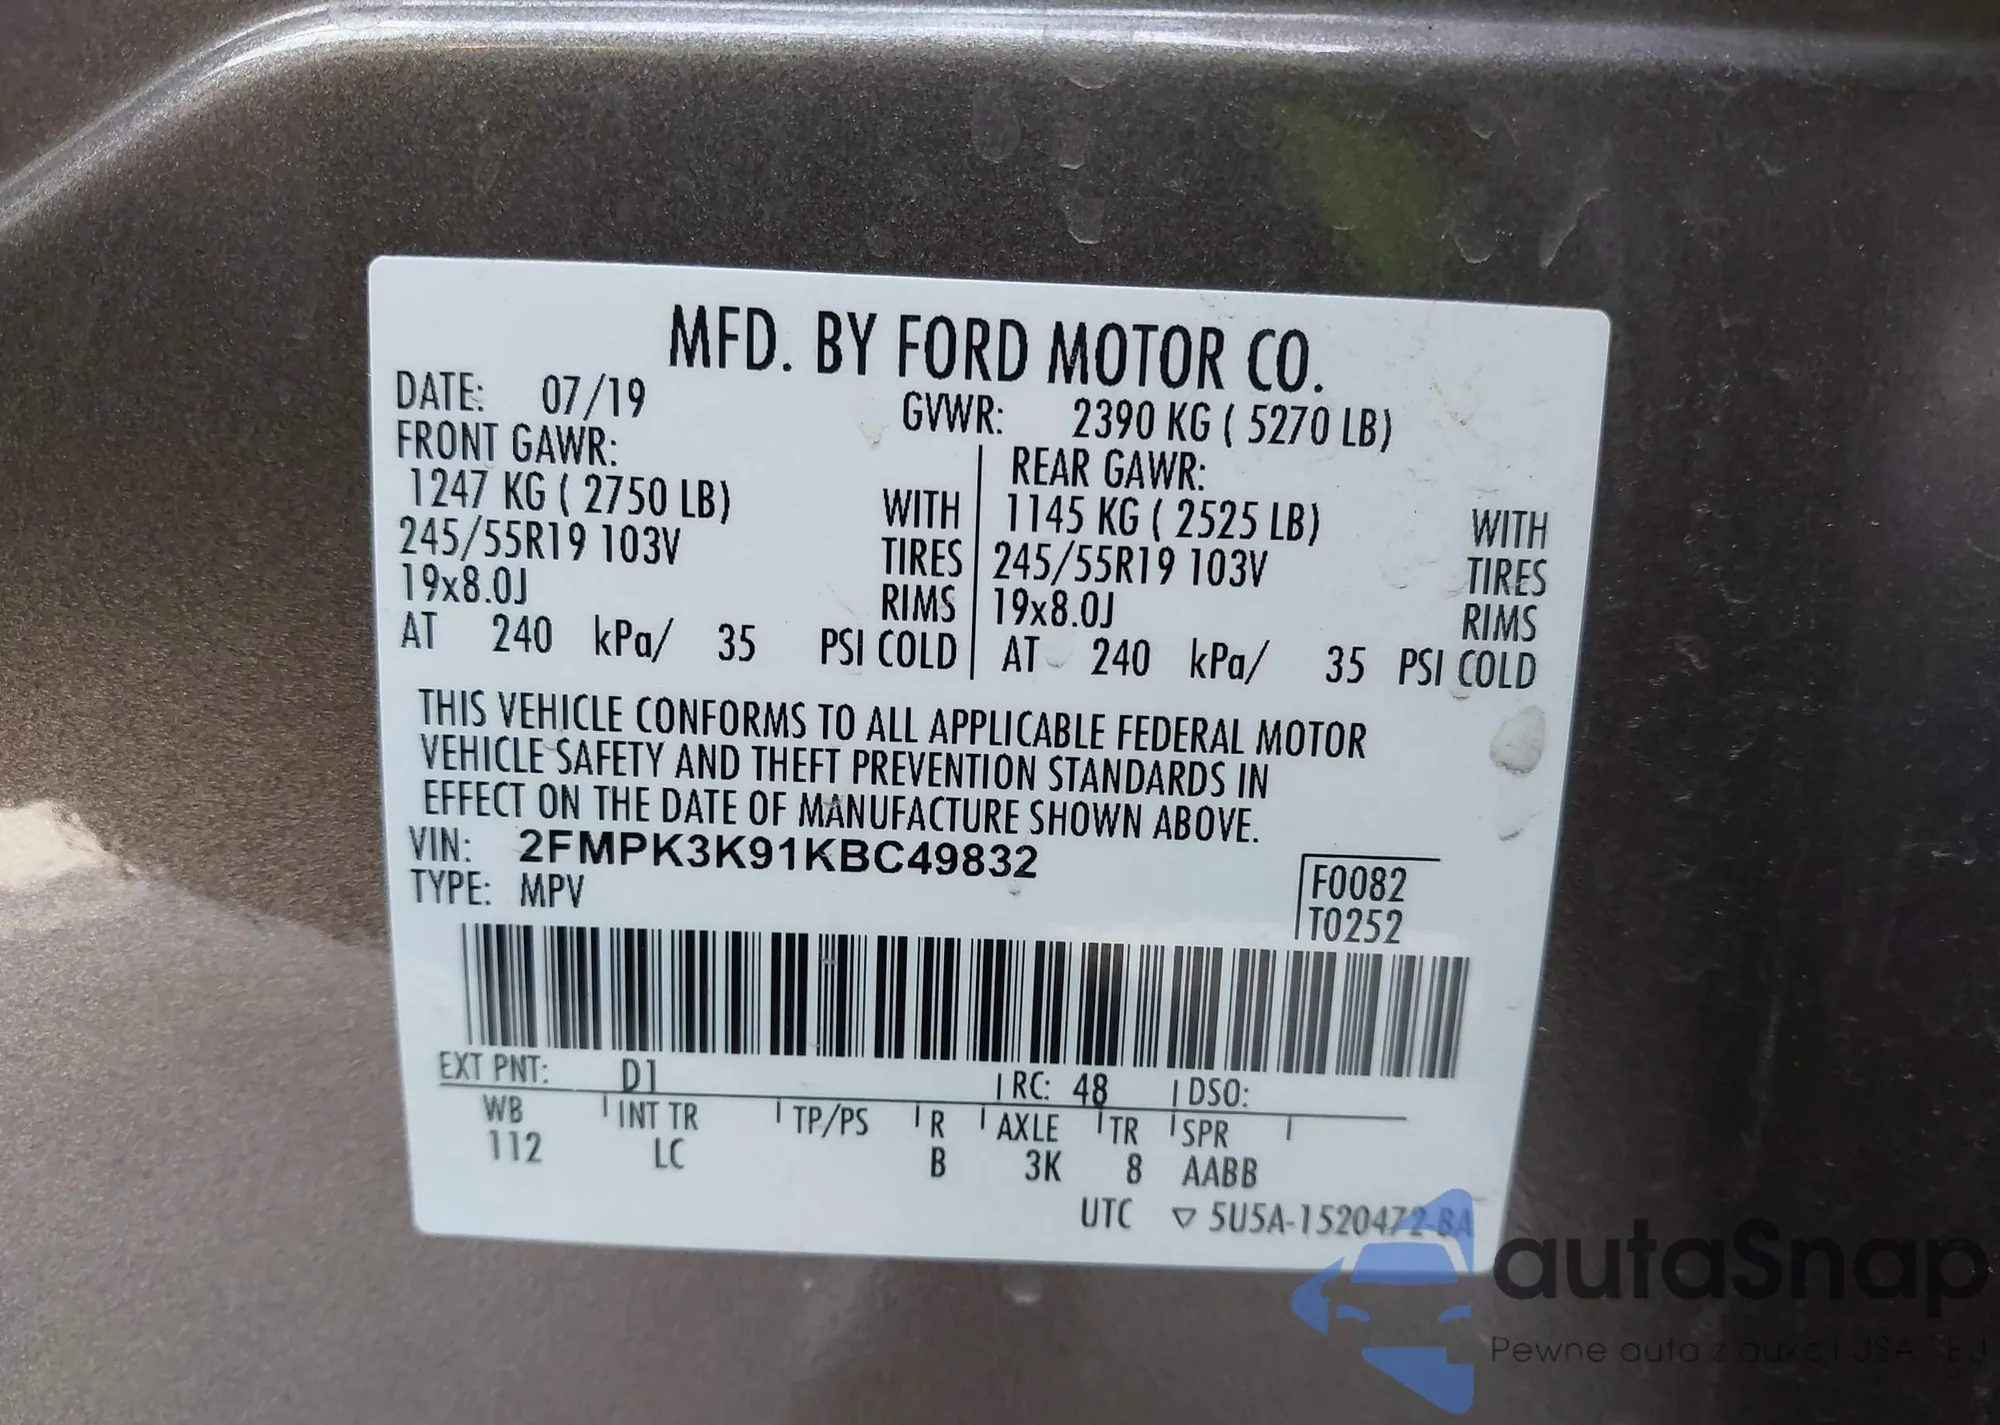 MFD. BY FORD MOTOR CO.
DATE: 07/19 GVWR: 2390 KG ( 5270 LB)
FRONT GAWR: REAR GAWR:
1247 KG ( 2750 LB) WITH 1145 KG ( 2525 LB) WITH
245/55R19 103V TIRES 245/55R19 103V TIRES
19x8.0J RIMS 19x8.0J RIMS
AT 240 kPa/ 35 PSI COLD AT 240 kPa/ 35 PSI COLD
THIS VEHICLE CONFORMS TO ALL APPLICABLE FEDERAL MOTOR
VEHICLE SAFETY AND THEFT PREVENTION STANDARDS IN
EFFECT ON THE DATE OF MANUFACTURE SHOWN ABOVE.
VIN: 2FMPK3K91KBC49832
TYPE: MPV
F0082
T0252
EXT PNT: D1 RC: 48 DSO:
WB INT TR TP/PS R AXLE TR SPR
112 LC B 3K 8 AABB
UTC ▽ 5U5A-1520472-BA
autaSnap
Pewne auta z aukcji USA i EU